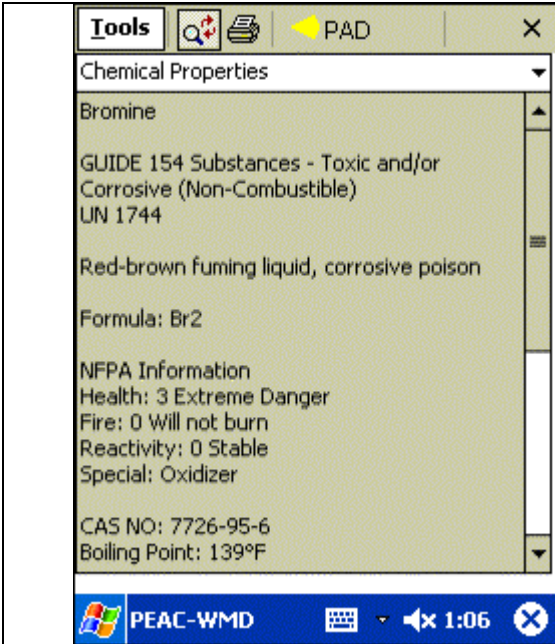 Tools PAD
Chemical Properties
Bromine
GUIDE 154 Substances - Toxic and/or
Corrosive (Non-Combustible)
UN 1744
Red-brown fuming liquid, corrosive poison
Formula: Br2
NFPA Information
Health: 3 Extreme Danger
Fire: 0 Will not burn
Reactivity: 0 Stable
Special: Oxidizer
CAS NO: 7726-95-6
Boiling Point: 139°F
PEAC-WMD 1:06